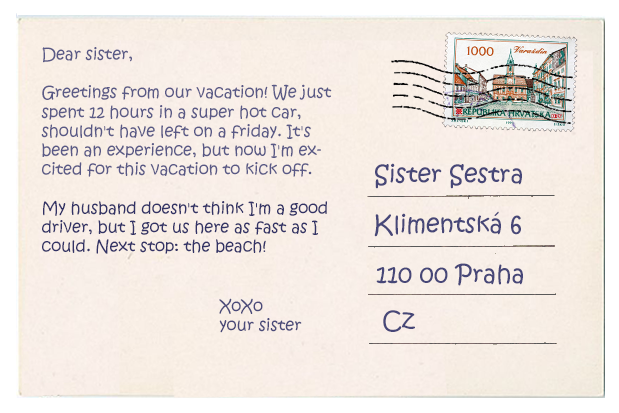 Dear sister,
Greetings from our vacation! We just
spent 12 hours in a super hot car,
shouldn't have left on a friday. It's
been an experience, but now I'm ex-
cited for this vacation to kick off.
My husband doesn't think I'm a good
driver, but I got us here as fast as I
could. Next stop: the beach!
XoXo
your sister
1000 Varaždin
REPUBLIKA HRVATSKA
Sister Sestra
Klimentská 6
110 00 Praha
CZ